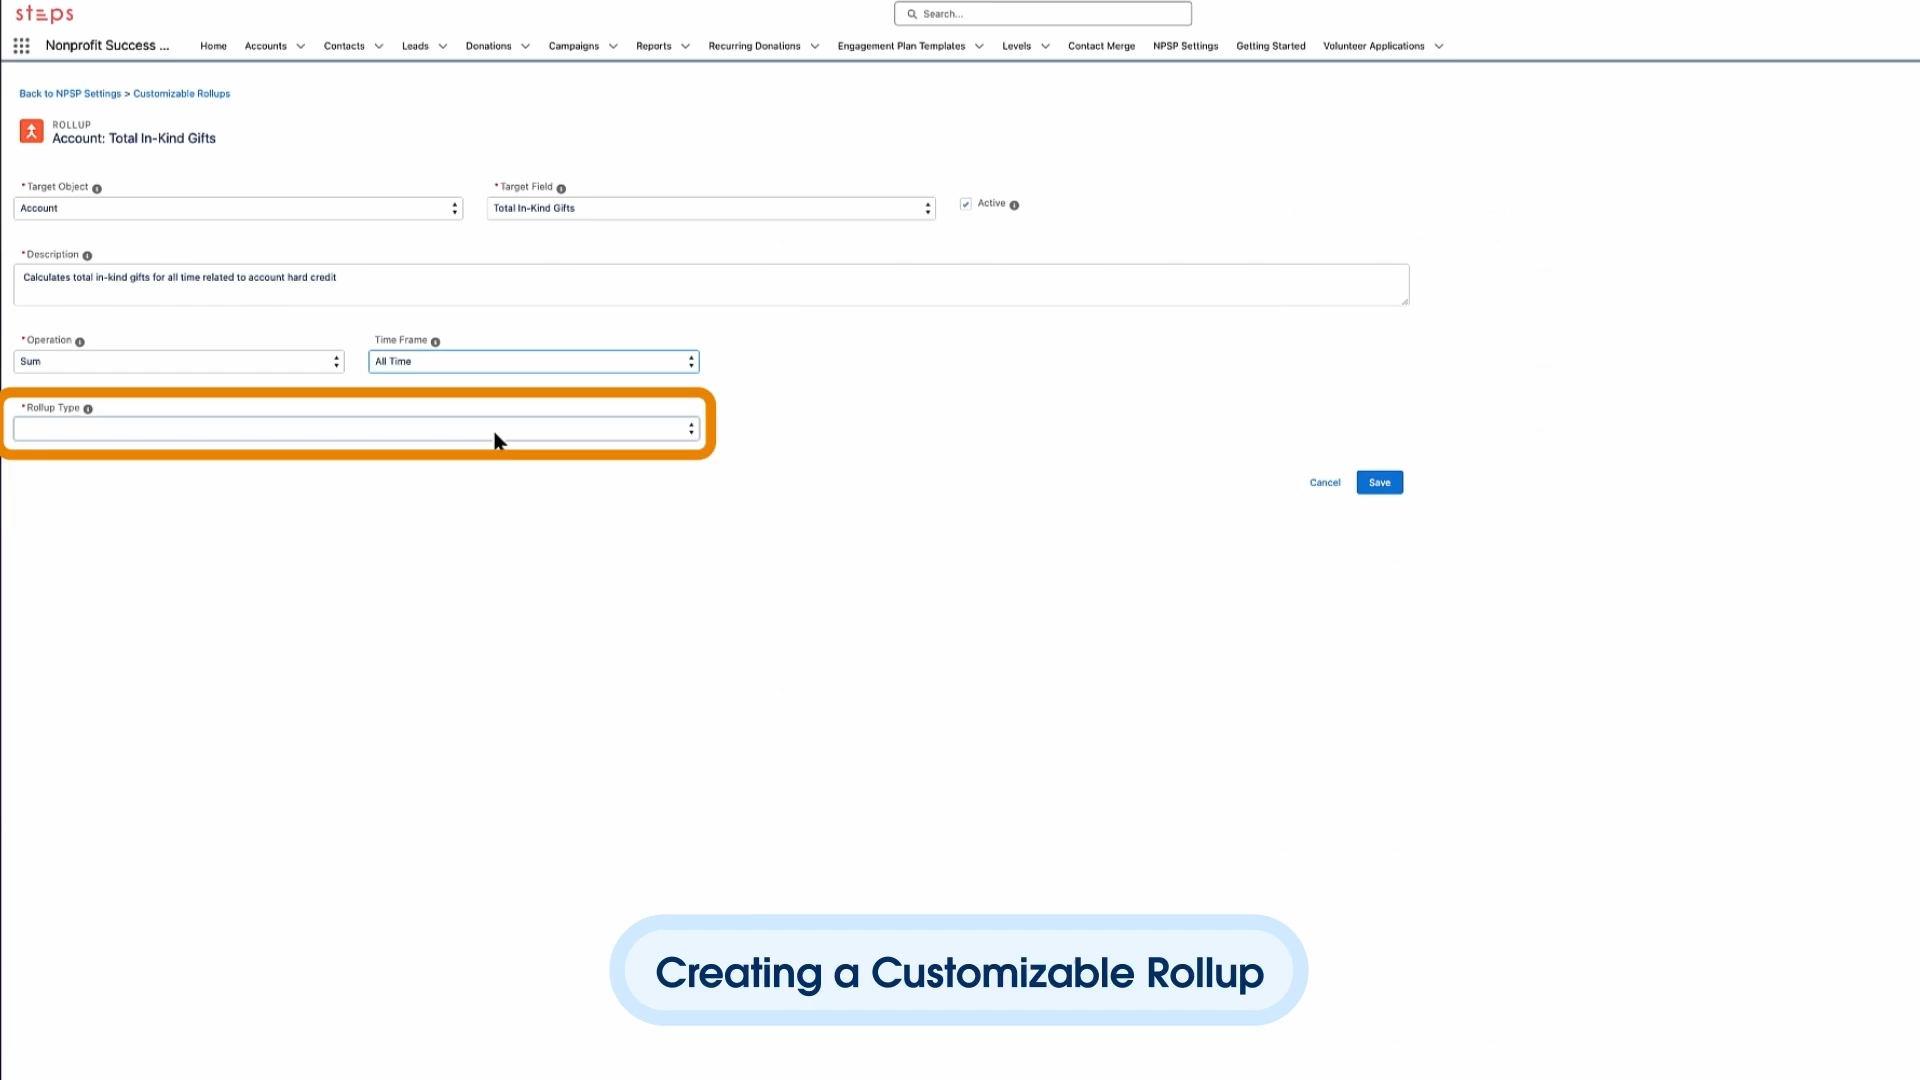 steps
Search...
Nonprofit Success ...
Home
Accounts
Contacts
Leads
Donations
Campaigns
Reports
Recurring Donations
Engagement Plan Templates
Levels
Contact Merge
NPSP Settings
Getting Started
Volunteer Applications
Back to NPSP Settings > Customizable Rollups
ROLLUP
Account: Total In-Kind Gifts
* Target Object
* Target Field
Account
Total In-Kind Gifts
Active
* Description
Calculates total in-kind gifts for all time related to account hard credit
* Operation
Time Frame
Sum
All Time
* Rollup Type
Cancel
Save
Creating a Customizable Rollup